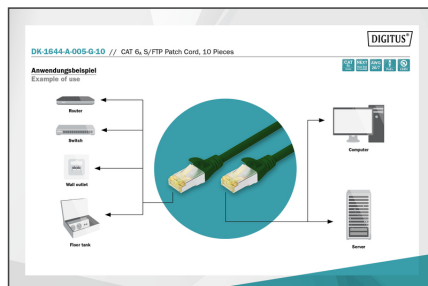 DIGITUS®
DK-1644-A-005-G-10 // CAT 6A S/FTP Patch Cord, 10 Pieces
Anwendungsbeispiel
Example of use
Router
Switch
Wall outlet
Floor tank
Computer
Server